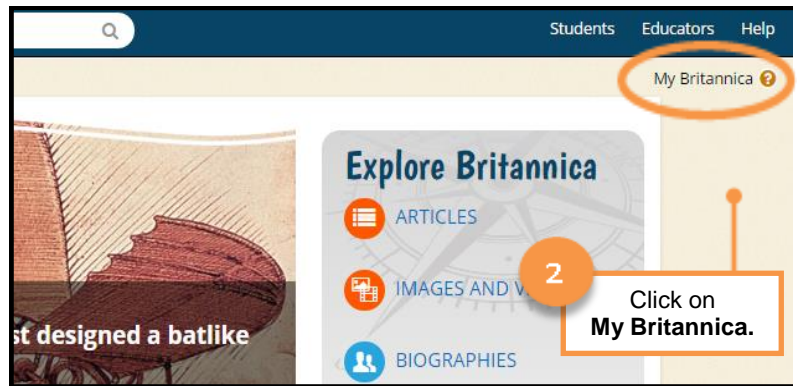 Students Educators Help
My Britannica ?
Explore Britannica
ARTICLES
IMAGES AND
BIOGRAPHIES
st designed a batlike
2
Click on
My Britannica.